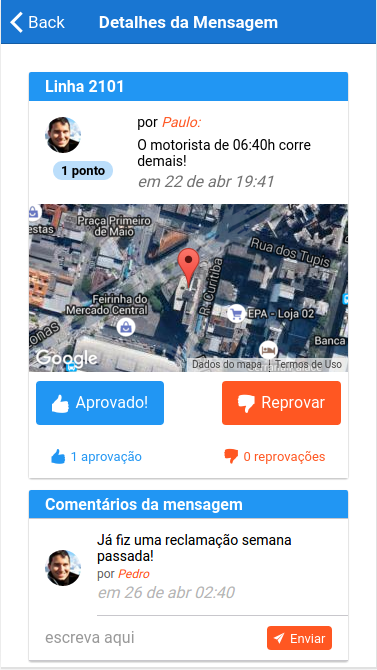 Back
Detalhes da Mensagem
Linha 2101
por Paulo:
O motorista de 06:40h corre
demais!
1 ponto
em 22 de abr 19:41
estas
Praça Primeiro
de Maio
Rua dos Tupis
R. Curitiba
Feirinha do
Mercado Central
EPA - Loja 02
onas
Banca
Google
Dados do mapa
Termos de Uso
Aprovado!
Reprovar
1 aprovação
0 reprovações
Comentários da mensagem
Já fiz uma reclamação semana
passada!
por Pedro
em 26 de abr 02:40
escreva aqui
Enviar